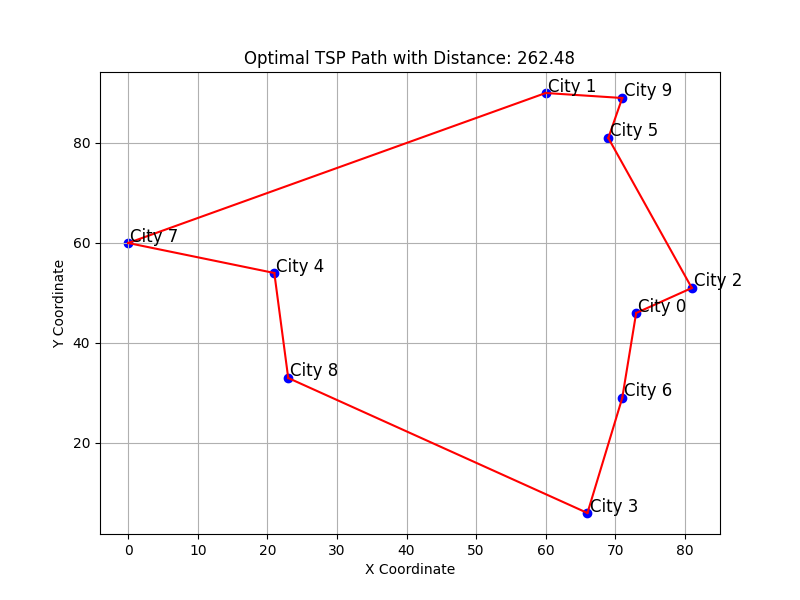 Optimal TSP Path with Distance: 262.48
City 1
City 9
City 5
City 7
City 4
City 2
City 0
City 8
City 6
City 3
80
60
40
20
Y Coordinate
0 10 20 30 40 50 60 70 80
X Coordinate